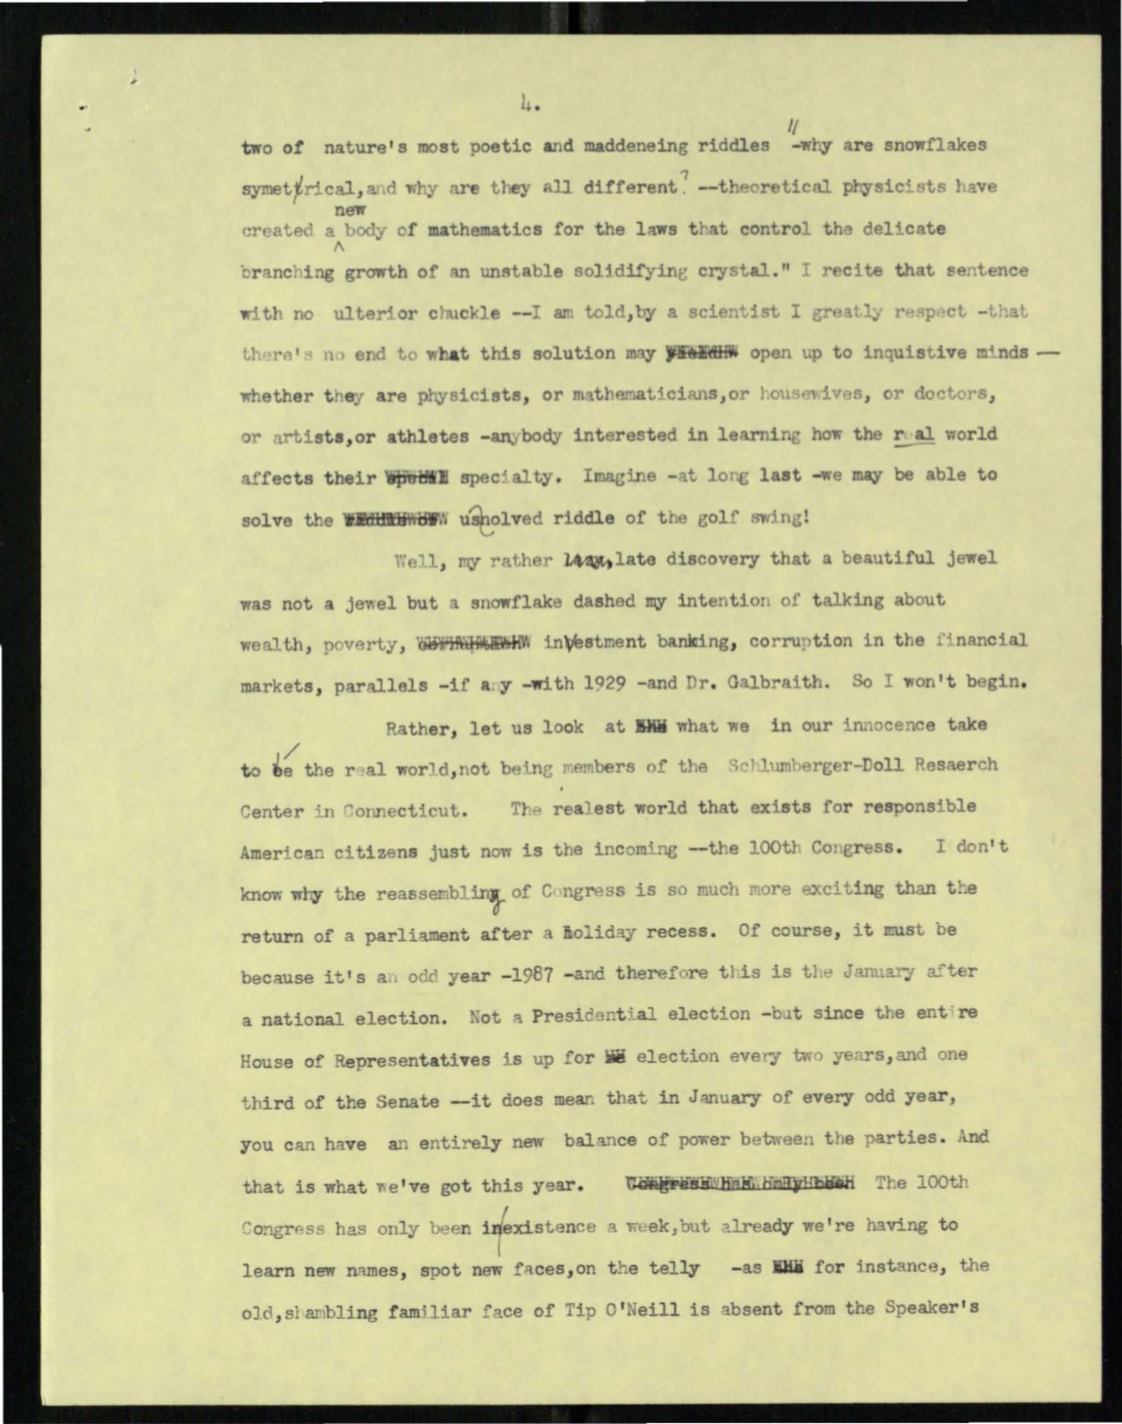 4.
two of nature's most poetic and maddeneing riddles "-why are snowflakes
symettrical,and why are they all different? --theoretical physicists have
new
created a body of mathematics for the laws that control the delicate
branching growth of an unstable solidifying crystal." I recite that sentence
with no ulterior chuckle --I am told,by a scientist I greatly respect -that
there's no end to what this solution may open up to inquistive minds —
whether they are physicists, or mathematicians,or housewives, or doctors,
or artists,or athletes -anybody interested in learning how the real world
affects their specialty. Imagine -at long last -we may be able to
solve the usnolved riddle of the golf swing!
Well, my rather late discovery that a beautiful jewel
was not a jewel but a snowflake dashed my intention of talking about
wealth, poverty, investment banking, corruption in the financial
markets, parallels -if any -with 1929 -and Dr. Galbraith. So I won't begin.
Rather, let us look at what we in our innocence take
to be the real world,not being members of the Schlumberger-Doll Resaerch
Center in Connecticut. The realest world that exists for responsible
American citizens just now is the incoming --the 100th Congress. I don't
know why the reassembling of Congress is so much more exciting than the
return of a parliament after a holiday recess. Of course, it must be
because it's an odd year -1987 -and therefore this is the January after
a national election. Not a Presidential election -but since the entire
House of Representatives is up for election every two years,and one
third of the Senate --it does mean that in January of every odd year,
you can have an entirely new balance of power between the parties. And
that is what we've got this year. Congress has only been The 100th
Congress has only been in/existence a week,but already we're having to
learn new names, spot new faces,on the telly -as for instance, the
old,shambling familiar face of Tip O'Neill is absent from the Speaker's